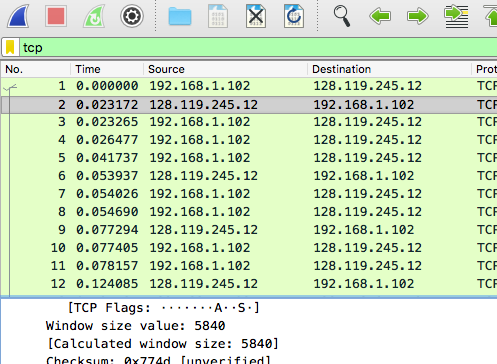 tcp
No. Time Source Destination Prot
1 0.000000 192.168.1.102 128.119.245.12 TCP
2 0.023172 128.119.245.12 192.168.1.102 TCP
3 0.023265 192.168.1.102 128.119.245.12 TCP
4 0.026477 192.168.1.102 128.119.245.12 TCP
5 0.041737 192.168.1.102 128.119.245.12 TCP
6 0.053937 128.119.245.12 192.168.1.102 TCP
7 0.054026 192.168.1.102 128.119.245.12 TCP
8 0.054690 192.168.1.102 128.119.245.12 TCP
9 0.077294 128.119.245.12 192.168.1.102 TCP
10 0.077405 192.168.1.102 128.119.245.12 TCP
11 0.078157 192.168.1.102 128.119.245.12 TCP
12 0.124085 128.119.245.12 192.168.1.102 TCP
[TCP Flags: ·······A··S·]
Window size value: 5840
[Calculated window size: 5840]
Checksum: 0x774d [unverified]